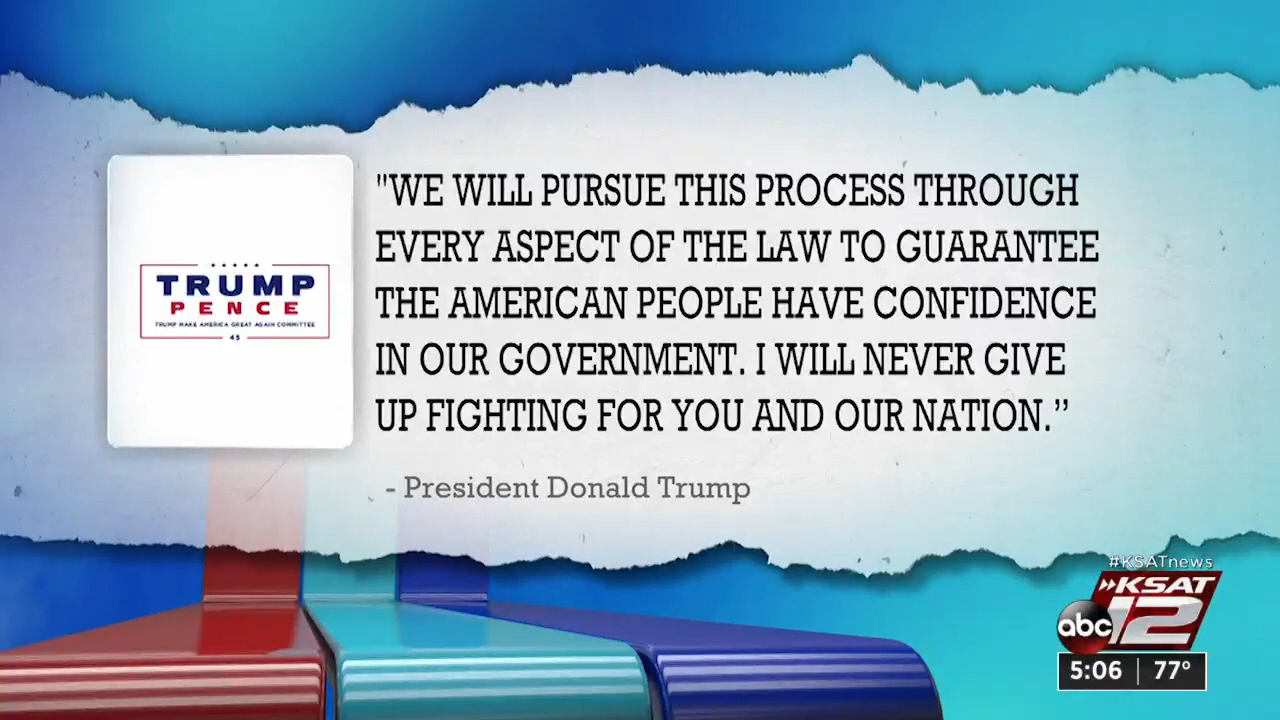 TRUMP
PENCE
TRUMP MAKE AMERICA GREAT AGAIN COMMITTEE
45
"WE WILL PURSUE THIS PROCESS THROUGH
EVERY ASPECT OF THE LAW TO GUARANTEE
THE AMERICAN PEOPLE HAVE CONFIDENCE
IN OUR GOVERNMENT. I WILL NEVER GIVE
UP FIGHTING FOR YOU AND OUR NATION.”
- President Donald Trump
#KSATnews
KSAT
abc 12
5:06 77°